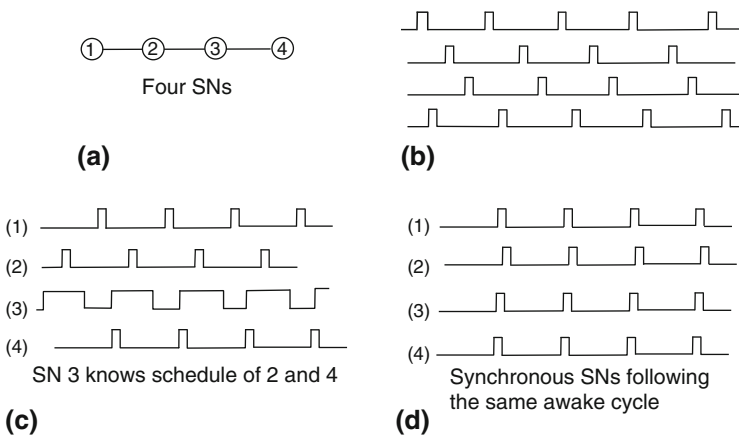 1 2 3 4
Four SNs
(a)
(b)
(1)
(2)
(3)
(4)
SN 3 knows schedule of 2 and 4
(c)
(1)
(2)
(3)
(4)
Synchronous SNs following
the same awake cycle
(d)